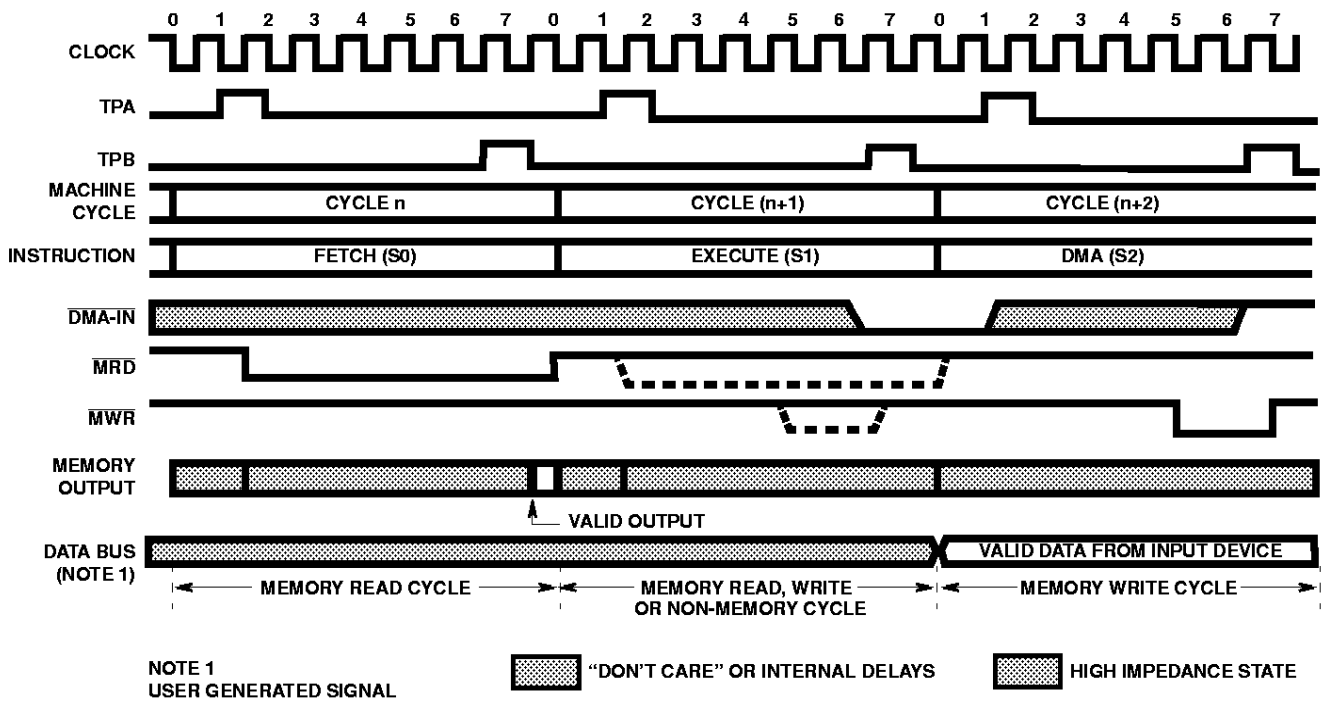 0 1 2 3 4 5 6 7 0 1 2 3 4 5 6 7 0 1 2 3 4 5 6 7
CLOCK
TPA
TPB
MACHINE
CYCLE
CYCLE n
CYCLE (n+1)
CYCLE (n+2)
INSTRUCTION
FETCH (S0)
EXECUTE (S1)
DMA (S2)
DMA-IN
MRD
MWR
MEMORY
OUTPUT
VALID OUTPUT
DATA BUS
(NOTE 1)
VALID DATA FROM INPUT DEVICE
MEMORY READ CYCLE
MEMORY READ, WRITE
OR NON-MEMORY CYCLE
MEMORY WRITE CYCLE
NOTE 1
USER GENERATED SIGNAL
“DON'T CARE” OR INTERNAL DELAYS
HIGH IMPEDANCE STATE